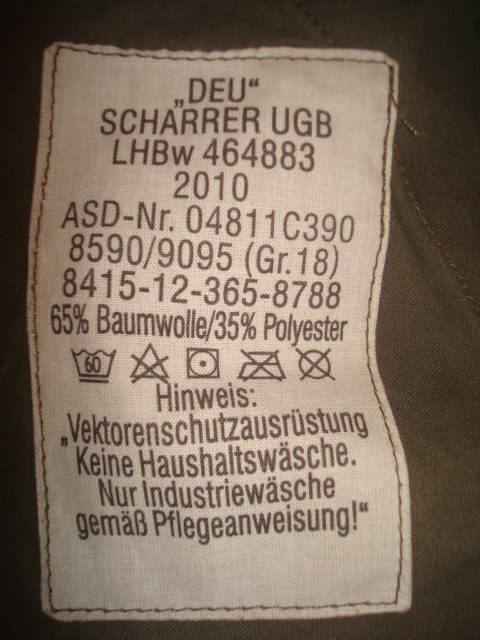 „DEU“
SCHARRER UGB
LHBw 464883
2010
ASD-Nr. 04811C390
8590/9095 (Gr.18)
8415-12-365-8788
65% Baumwolle/35% Polyester
60
Hinweis:
„Vektorenschutzausrüstung
Keine Haushaltswäsche.
Nur Industriewäsche
gemäß Pflegeanweisung!“